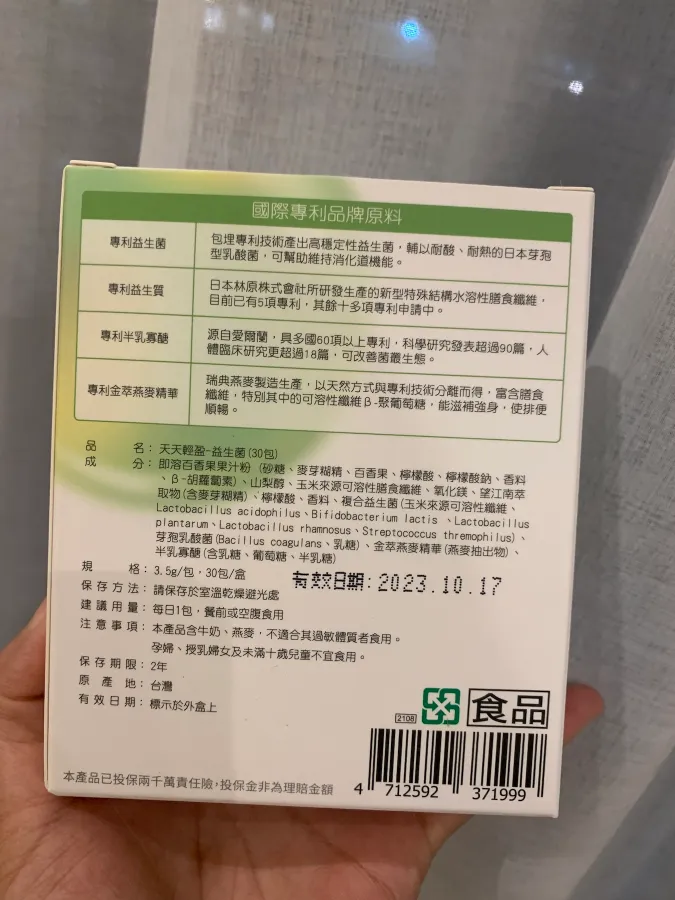 國際專利品牌原料
專利益生菌
包埋專利技術產出高穩定性益生菌，輔以耐酸、耐熱的日本芽孢
型乳酸菌，可幫助維持消化道機能。
專利益生質
日本林原株式會社所研發生產的新型特殊結構水溶性膳食纖維，
目前已有5項專利，其餘十多項專利申請中。
專利半乳寡醣
源自愛爾蘭，具多國60項以上專利，科學研究發表超過90篇，人
體臨床研究更超過18篇，可改善菌叢生態。
專利金萃燕麥精華
瑞典燕麥製造生產，以天然方式與專利技術分離而得，富含膳食
纖維，特別其中的可溶性纖維β-聚葡萄糖，能滋補強身，使排便
順暢。
品名：天天輕盈-益生菌(30包)
成分：即溶百香果果汁粉（砂糖、麥芽糊精、百香果、檸檬酸、檸檬酸鈉、香料
、β-胡蘿蔔素）、山梨醇、玉米來源可溶性膳食纖維、氧化鎂、望江南萃
取物(含麥芽糊精)、檸檬酸、香料、複合益生菌(玉米來源可溶性纖維、
Lactobacillus acidophilus、Bifidobacterium lactis 、Lactobacillus
plantarum、Lactobacillus rhamnosus、Streptococcus thremophilus)、
芽孢乳酸菌(Bacillus coagulans、乳糖)、金萃燕麥精華(燕麥抽出物)、
半乳寡醣(含乳糖、葡萄糖、半乳糖)
規格：3.5g/包，30包/盒
有效日期：2023.10.17
保存方法：請保存於室溫乾燥避光處
建議用量：每日1包，餐前或空腹食用
注意事項：本產品含牛奶、燕麥，不適合其過敏體質者食用。
孕婦、授乳婦女及未滿十歲兒童不宜食用。
保存期限：2年
原產地：台灣
有效日期：標示於外盒上
2108
食品
本產品已投保兩千萬責任險，投保金非為理賠金額
4 712592 371999